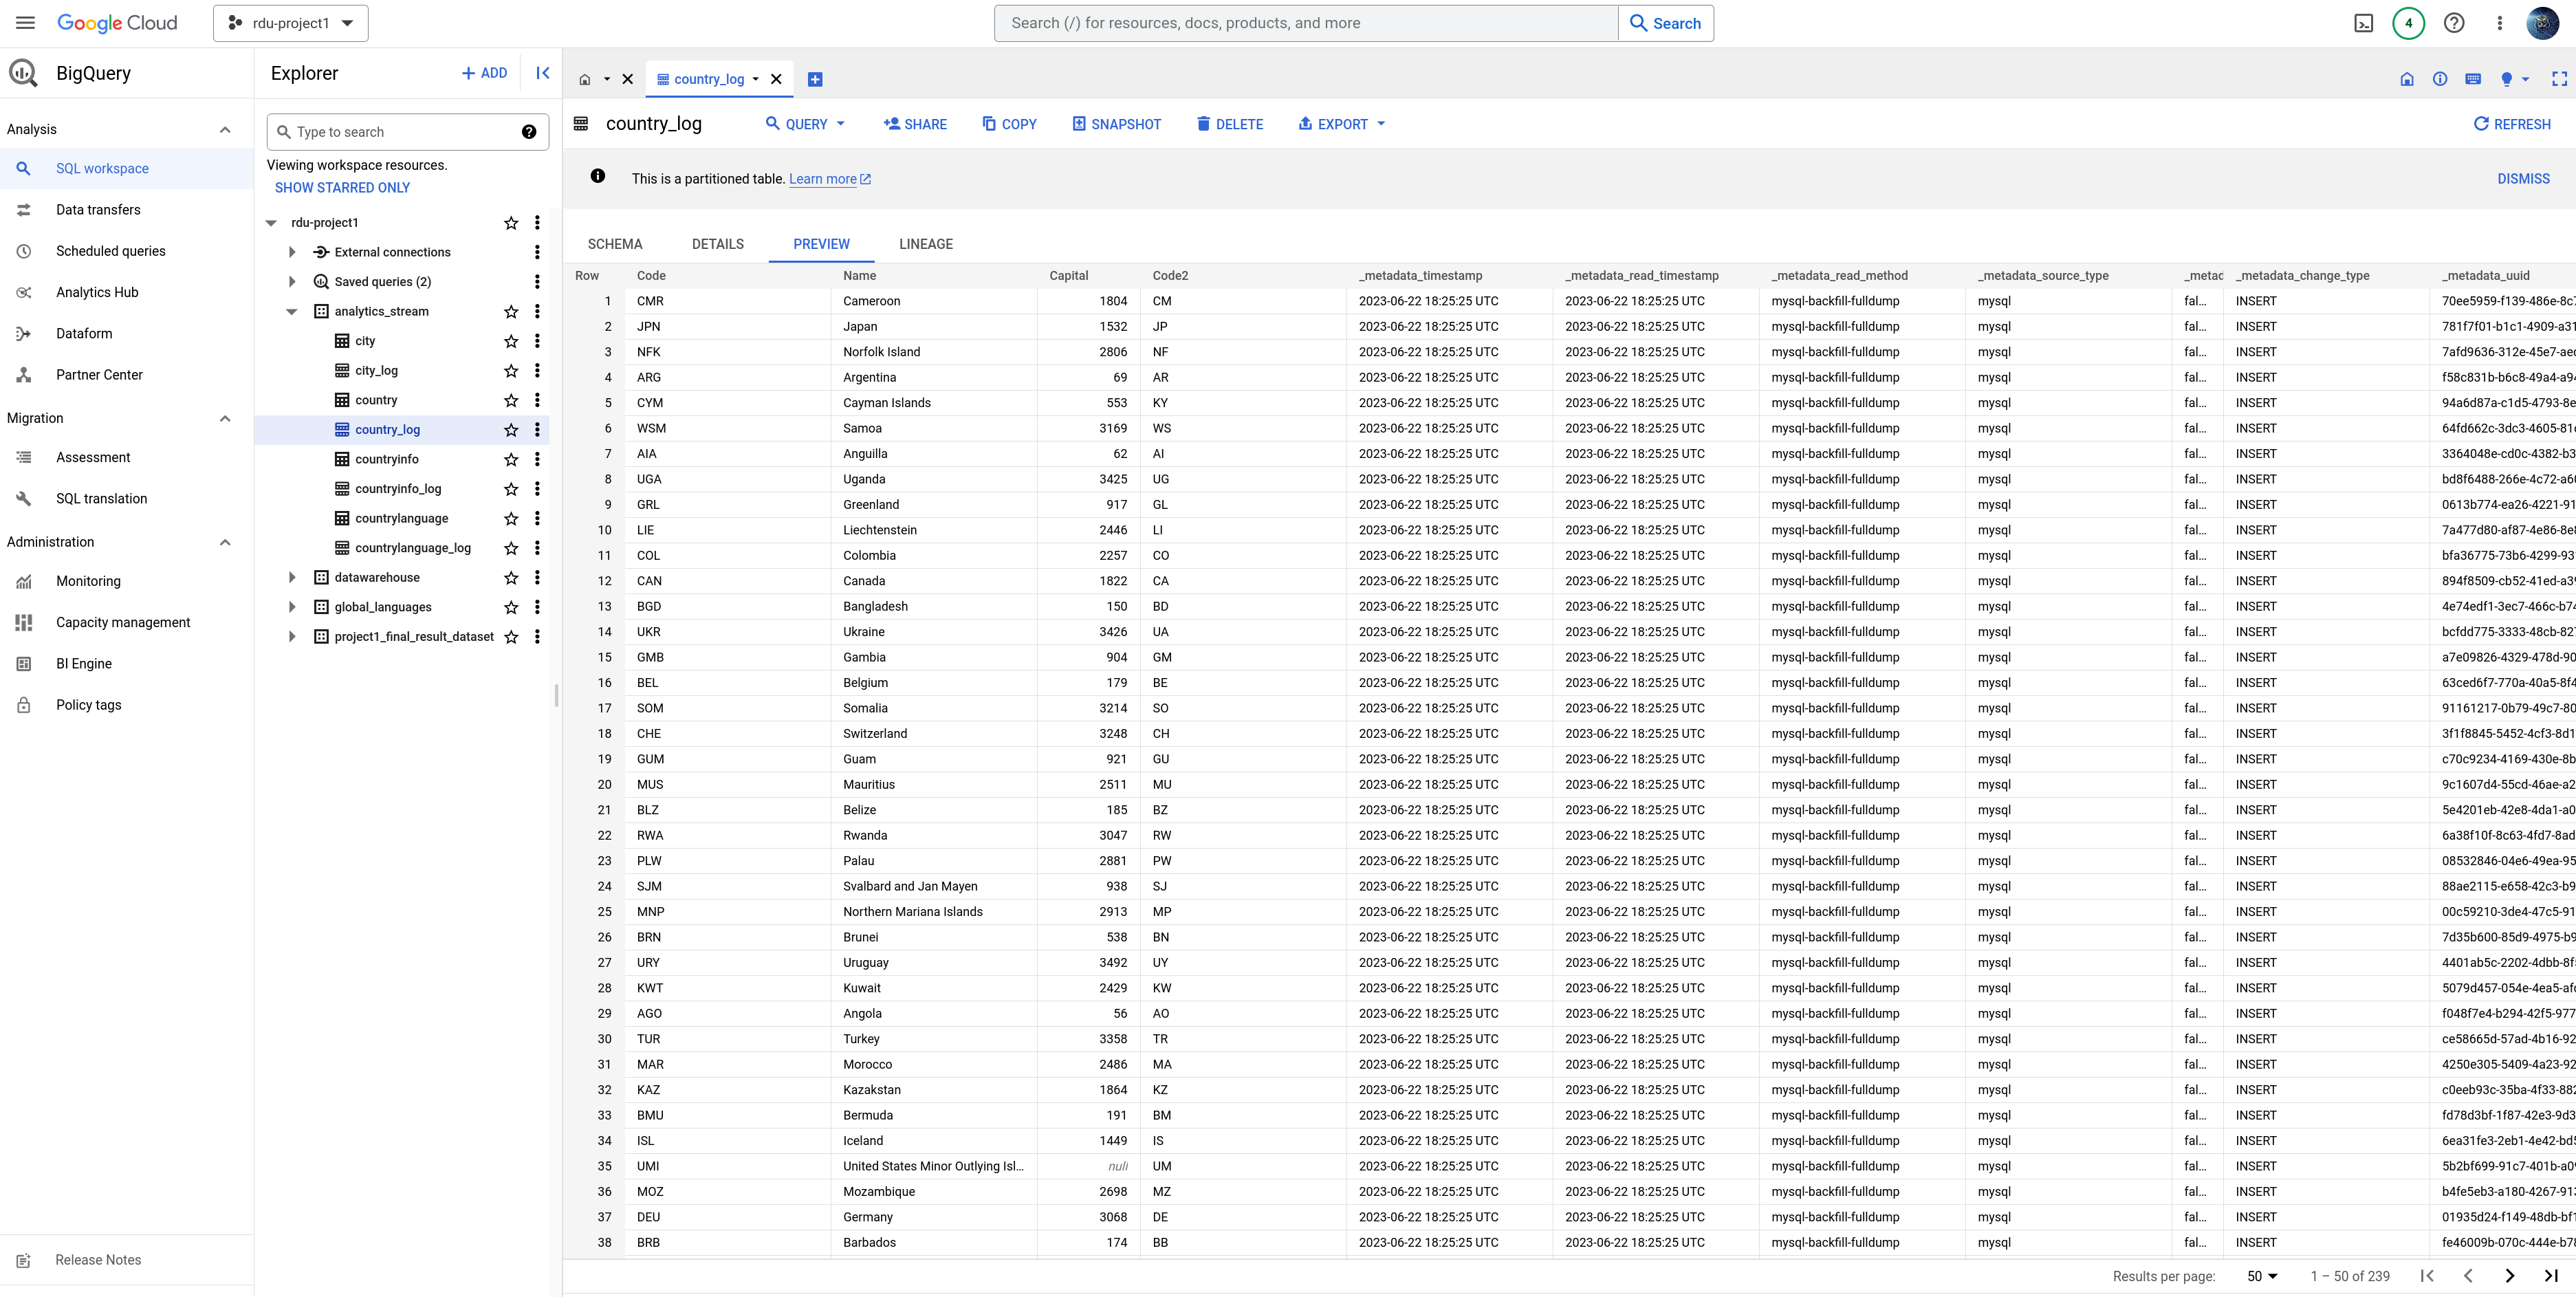 Google Cloud
rdu-project1
Search (/) for resources, docs, products, and more
Search
4
BigQuery
Analysis
SQL workspace
Data transfers
Scheduled queries
Analytics Hub
Dataform
Partner Center
Migration
Assessment
SQL translation
Administration
Monitoring
Capacity management
BI Engine
Policy tags
Release Notes
Explorer
+ ADD
Type to search
Viewing workspace resources.
SHOW STARRED ONLY
rdu-project1
External connections
Saved queries (2)
analytics_stream
city
city_log
country
country_log
countryinfo
countryinfo_log
countrylanguage
countrylanguage_log
datawarehouse
global_languages
project1_final_result_dataset
country_log
country_log
QUERY
SHARE
COPY
SNAPSHOT
DELETE
EXPORT
REFRESH
This is a partitioned table. Learn more
DISMISS
SCHEMA DETAILS PREVIEW LINEAGE
Row Code Name Capital Code2 _metadata_timestamp _metadata_read_timestamp _metadata_read_method _metadata_source_type _metad _metadata_change_type _metadata_uuid
1 CMR Cameroon 1804 CM 2023-06-22 18:25:25 UTC 2023-06-22 18:25:25 UTC mysql-backfill-fulldump mysql fal... INSERT 70ee5959-f139-486e-8c
2 JPN Japan 1532 JP 2023-06-22 18:25:25 UTC 2023-06-22 18:25:25 UTC mysql-backfill-fulldump mysql fal... INSERT 781f7f01-b1c1-4909-a31
3 NFK Norfolk Island 2806 NF 2023-06-22 18:25:25 UTC 2023-06-22 18:25:25 UTC mysql-backfill-fulldump mysql fal... INSERT 7afd9636-312e-45e7-ae
4 ARG Argentina 69 AR 2023-06-22 18:25:25 UTC 2023-06-22 18:25:25 UTC mysql-backfill-fulldump mysql fal... INSERT f58c831b-b6c8-49a4-a9
5 CYM Cayman Islands 553 KY 2023-06-22 18:25:25 UTC 2023-06-22 18:25:25 UTC mysql-backfill-fulldump mysql fal... INSERT 94a6d87a-c1d5-4793-8e
6 WSM Samoa 3169 WS 2023-06-22 18:25:25 UTC 2023-06-22 18:25:25 UTC mysql-backfill-fulldump mysql fal... INSERT 64fd662c-3dc3-4605-81
7 AIA Anguilla 62 AI 2023-06-22 18:25:25 UTC 2023-06-22 18:25:25 UTC mysql-backfill-fulldump mysql fal... INSERT 3364048e-cd0c-4382-b3
8 UGA Uganda 3425 UG 2023-06-22 18:25:25 UTC 2023-06-22 18:25:25 UTC mysql-backfill-fulldump mysql fal... INSERT bd8f6488-266e-4c72-a6
9 GRL Greenland 917 GL 2023-06-22 18:25:25 UTC 2023-06-22 18:25:25 UTC mysql-backfill-fulldump mysql fal... INSERT 0613b774-ea26-4221-91
10 LIE Liechtenstein 2446 LI 2023-06-22 18:25:25 UTC 2023-06-22 18:25:25 UTC mysql-backfill-fulldump mysql fal... INSERT 7a477d80-af87-4e86-8e
11 COL Colombia 2257 CO 2023-06-22 18:25:25 UTC 2023-06-22 18:25:25 UTC mysql-backfill-fulldump mysql fal... INSERT bfa36775-73b6-4299-93
12 CAN Canada 1822 CA 2023-06-22 18:25:25 UTC 2023-06-22 18:25:25 UTC mysql-backfill-fulldump mysql fal... INSERT 894f8509-cb52-41ed-a3
13 BGD Bangladesh 150 BD 2023-06-22 18:25:25 UTC 2023-06-22 18:25:25 UTC mysql-backfill-fulldump mysql fal... INSERT 4e74edf1-3ec7-466c-b7
14 UKR Ukraine 3426 UA 2023-06-22 18:25:25 UTC 2023-06-22 18:25:25 UTC mysql-backfill-fulldump mysql fal... INSERT bcfdd775-3333-48cb-82
15 GMB Gambia 904 GM 2023-06-22 18:25:25 UTC 2023-06-22 18:25:25 UTC mysql-backfill-fulldump mysql fal... INSERT a7e09826-4329-478d-90
16 BEL Belgium 179 BE 2023-06-22 18:25:25 UTC 2023-06-22 18:25:25 UTC mysql-backfill-fulldump mysql fal... INSERT 63ced6f7-770a-40a5-8f4
17 SOM Somalia 3214 SO 2023-06-22 18:25:25 UTC 2023-06-22 18:25:25 UTC mysql-backfill-fulldump mysql fal... INSERT 91161217-0b79-49c7-80
18 CHE Switzerland 3248 CH 2023-06-22 18:25:25 UTC 2023-06-22 18:25:25 UTC mysql-backfill-fulldump mysql fal... INSERT 3f1f8845-5452-4cf3-8d1
19 GUM Guam 921 GU 2023-06-22 18:25:25 UTC 2023-06-22 18:25:25 UTC mysql-backfill-fulldump mysql fal... INSERT c70c9234-4169-430e-8b
20 MUS Mauritius 2511 MU 2023-06-22 18:25:25 UTC 2023-06-22 18:25:25 UTC mysql-backfill-fulldump mysql fal... INSERT 9c1607d4-55cd-46ae-a2
21 BLZ Belize 185 BZ 2023-06-22 18:25:25 UTC 2023-06-22 18:25:25 UTC mysql-backfill-fulldump mysql fal... INSERT 5e4201eb-42e8-4da1-a0
22 RWA Rwanda 3047 RW 2023-06-22 18:25:25 UTC 2023-06-22 18:25:25 UTC mysql-backfill-fulldump mysql fal... INSERT 6a38f10f-8c63-4fd7-8ad
23 PLW Palau 2881 PW 2023-06-22 18:25:25 UTC 2023-06-22 18:25:25 UTC mysql-backfill-fulldump mysql fal... INSERT 08532846-04e6-49ea-95
24 SJM Svalbard and Jan Mayen 938 SJ 2023-06-22 18:25:25 UTC 2023-06-22 18:25:25 UTC mysql-backfill-fulldump mysql fal... INSERT 88ae2115-e658-42c3-b9
25 MNP Northern Mariana Islands 2913 MP 2023-06-22 18:25:25 UTC 2023-06-22 18:25:25 UTC mysql-backfill-fulldump mysql fal... INSERT 00c59210-3de4-47c5-91
26 BRN Brunei 538 BN 2023-06-22 18:25:25 UTC 2023-06-22 18:25:25 UTC mysql-backfill-fulldump mysql fal... INSERT 7d35b600-85d9-4975-b9
27 URY Uruguay 3492 UY 2023-06-22 18:25:25 UTC 2023-06-22 18:25:25 UTC mysql-backfill-fulldump mysql fal... INSERT 4401ab5c-2202-4dbb-8f
28 KWT Kuwait 2429 KW 2023-06-22 18:25:25 UTC 2023-06-22 18:25:25 UTC mysql-backfill-fulldump mysql fal... INSERT 5079d457-054e-4ea5-af
29 AGO Angola 56 AO 2023-06-22 18:25:25 UTC 2023-06-22 18:25:25 UTC mysql-backfill-fulldump mysql fal... INSERT f048f7e4-b294-42f5-977
30 TUR Turkey 3358 TR 2023-06-22 18:25:25 UTC 2023-06-22 18:25:25 UTC mysql-backfill-fulldump mysql fal... INSERT ce58665d-57ad-4b16-92
31 MAR Morocco 2486 MA 2023-06-22 18:25:25 UTC 2023-06-22 18:25:25 UTC mysql-backfill-fulldump mysql fal... INSERT 4250e305-5409-4a23-92
32 KAZ Kazakstan 1864 KZ 2023-06-22 18:25:25 UTC 2023-06-22 18:25:25 UTC mysql-backfill-fulldump mysql fal... INSERT c0eeb93c-35ba-4f33-882
33 BMU Bermuda 191 BM 2023-06-22 18:25:25 UTC 2023-06-22 18:25:25 UTC mysql-backfill-fulldump mysql fal... INSERT fd78d3bf-1f87-42e3-9d3
34 ISL Iceland 1449 IS 2023-06-22 18:25:25 UTC 2023-06-22 18:25:25 UTC mysql-backfill-fulldump mysql fal... INSERT 6ea31fe3-2eb1-4e42-bd
35 UMI United States Minor Outlying Isl... null UM 2023-06-22 18:25:25 UTC 2023-06-22 18:25:25 UTC mysql-backfill-fulldump mysql fal... INSERT 5b2bf699-91c7-401b-a0
36 MOZ Mozambique 2698 MZ 2023-06-22 18:25:25 UTC 2023-06-22 18:25:25 UTC mysql-backfill-fulldump mysql fal... INSERT b4fe5eb3-a180-4267-91
37 DEU Germany 3068 DE 2023-06-22 18:25:25 UTC 2023-06-22 18:25:25 UTC mysql-backfill-fulldump mysql fal... INSERT 01935d24-f149-48db-bf
38 BRB Barbados 174 BB 2023-06-22 18:25:25 UTC 2023-06-22 18:25:25 UTC mysql-backfill-fulldump mysql fal... INSERT fe46009b-070c-444e-b7
Results per page: 50 1 – 50 of 239